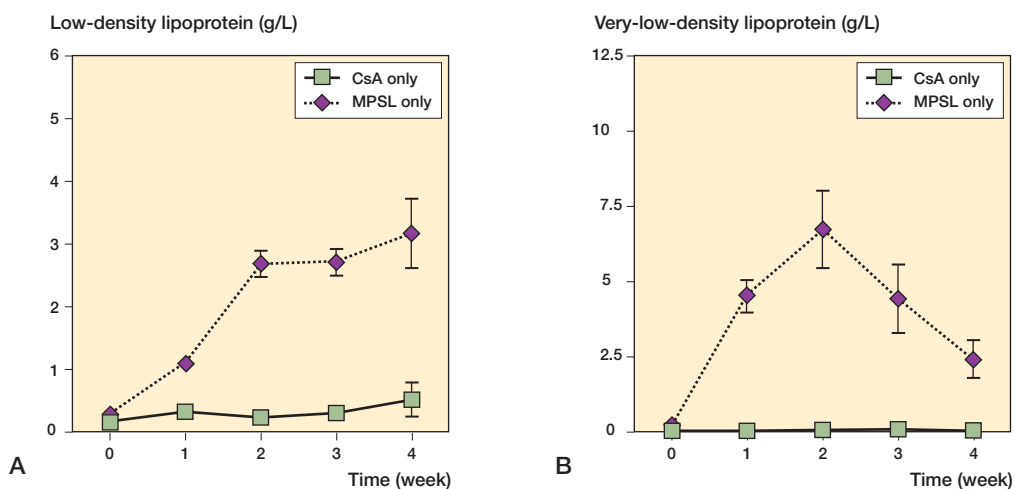 Low-density lipoprotein (g/L)
6
5
4
3
2
1
0
CsA only
MPSL only
0 1 2 3 4
Time (week)
A
Very-low-density lipoprotein (g/L)
12.5
10
7.5
5
2.5
0
CsA only
MPSL only
0 1 2 3 4
Time (week)
B